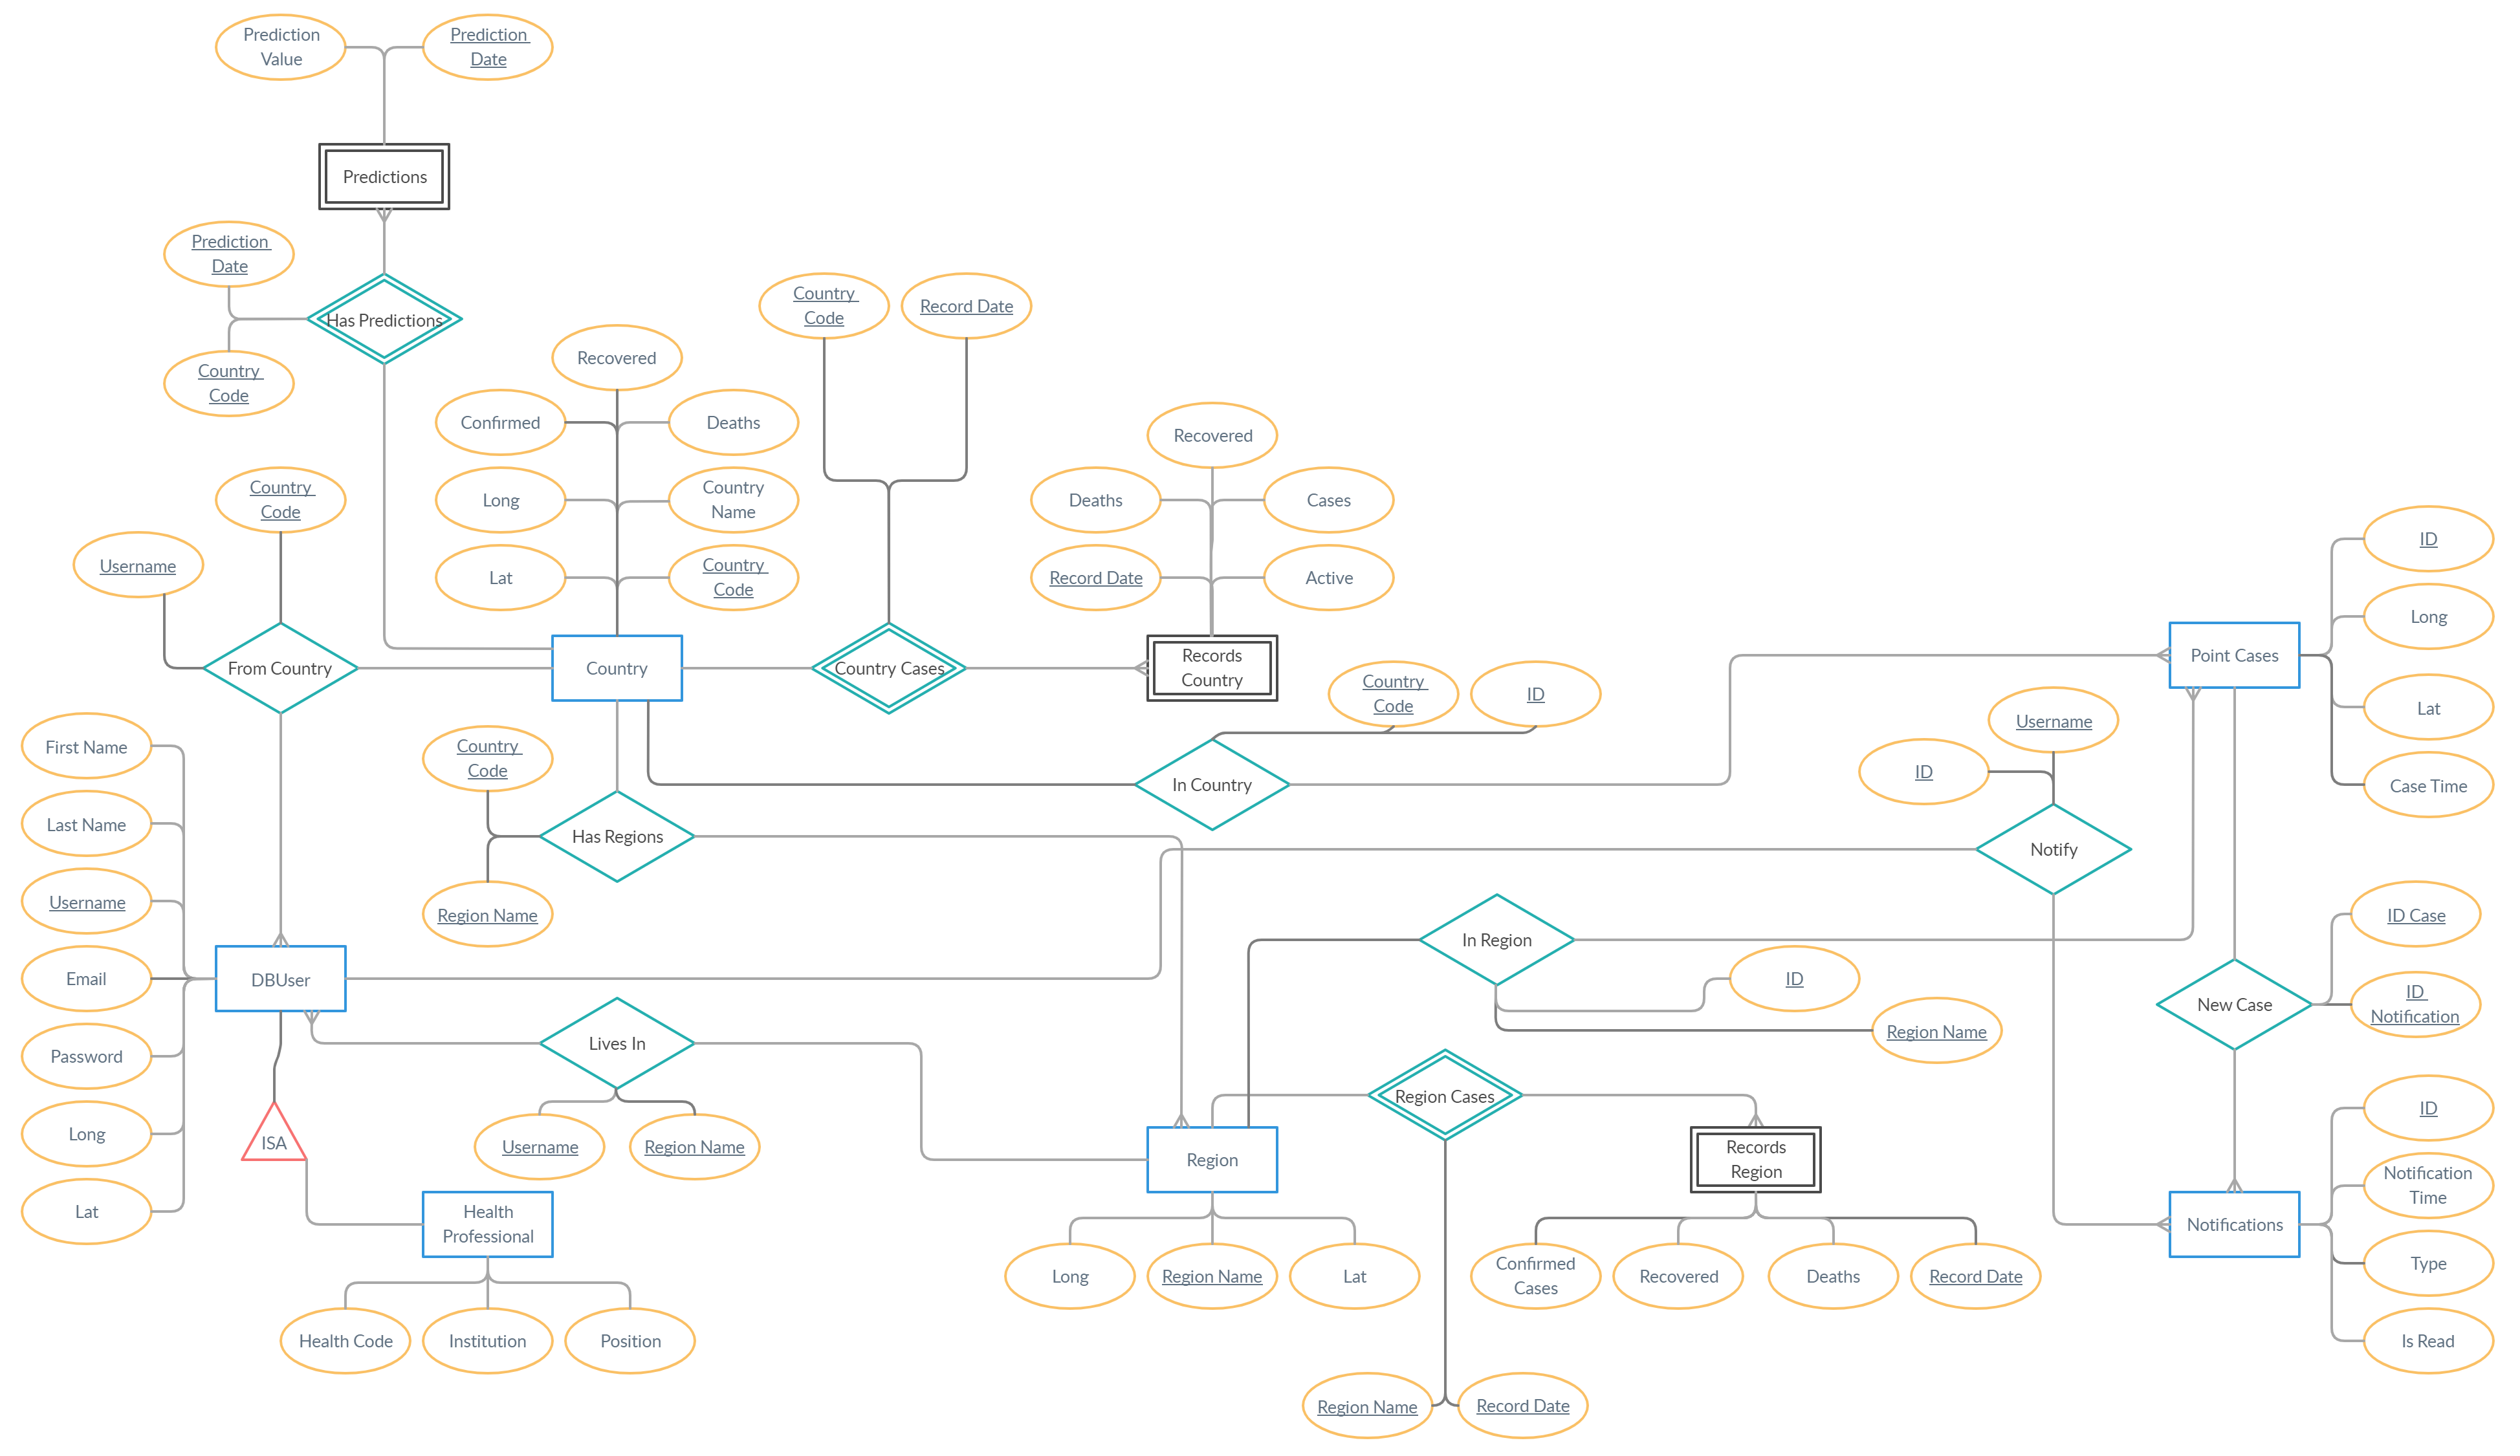 Prediction
Value
Prediction
Date
Predictions
Prediction
Date
Has Predictions
Country
Code
Country
Code
Record Date
Recovered
Confirmed
Deaths
Long
Country
Name
Lat
Country
Code
Country
Code
Username
From Country
Country
Country Cases
Recovered
Deaths
Cases
Record Date
Active
Records
Country
Country
Code
ID
In Country
Point Cases
ID
Long
Lat
Case Time
Username
ID
Notify
First Name
Last Name
Username
Email
Password
Long
Lat
DBUser
ISA
Country
Code
Has Regions
Region Name
Lives In
Username
Region Name
Health
Professional
Health Code
Institution
Position
In Region
ID
Region Name
Region Cases
Region
Records
Region
Long
Region Name
Lat
Confirmed
Cases
Recovered
Deaths
Record Date
Region Name
Record Date
New Case
ID Case
ID
Notification
Notifications
ID
Notification
Time
Type
Is Read